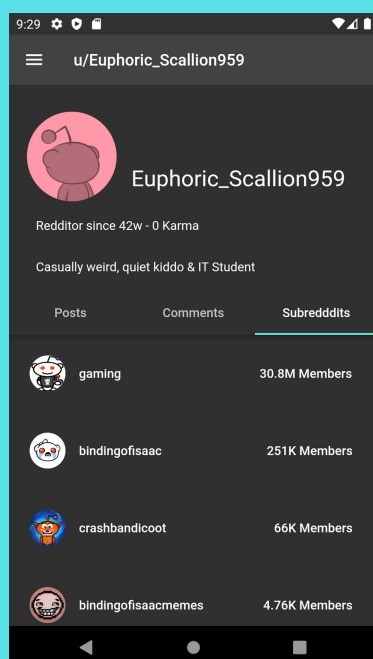 9:29
u/Euphoric_Scallion959
Euphoric_Scallion959
Redditor since 42w - 0 Karma
Casually weird, quiet kiddo & IT Student
Posts Comments Subredddits
gaming 30.8M Members
bindingofisaac 251K Members
crashbandicoot 66K Members
bindingofisaacmemes 4.76K Members